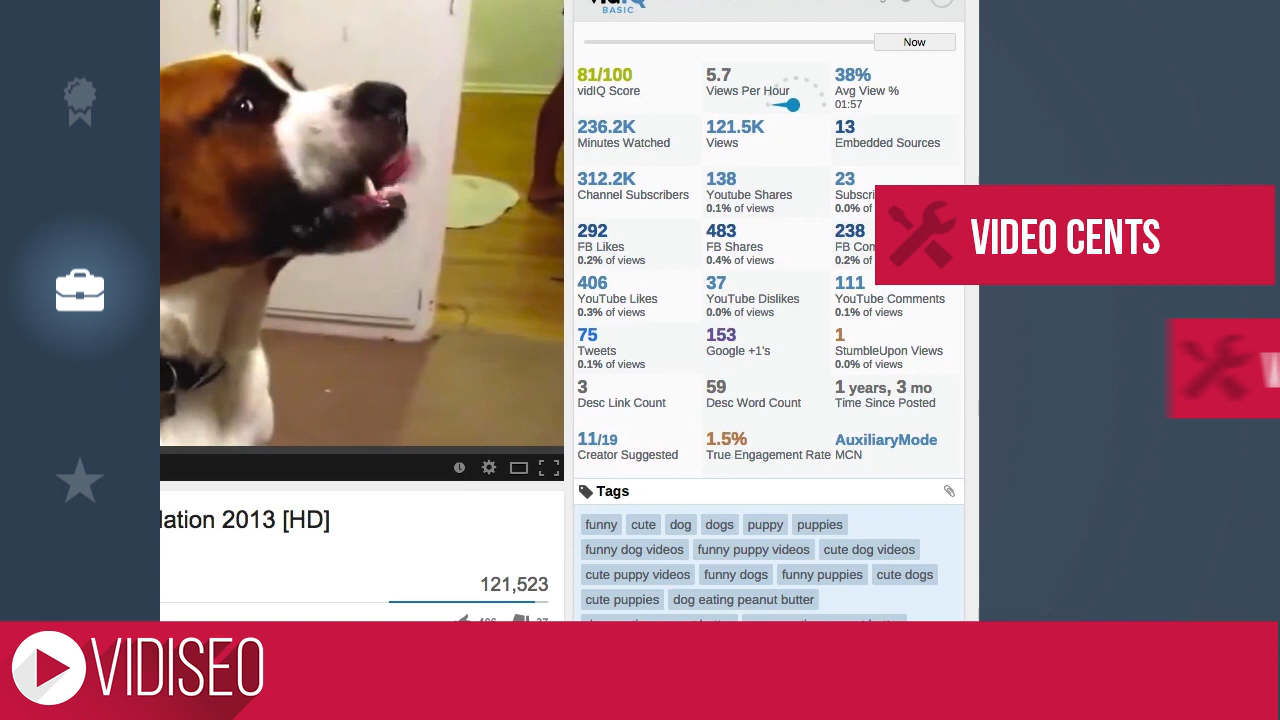 BASIC
Now
81/100 5.7 38%
vidIQ Score Views Per Hour Avg View %
01:57
236.2K 121.5K 13
Minutes Watched Views Embedded Sources
312.2K 138 23
Channel Subscribers Youtube Shares
0.1% of views 0.0% of
VIDEO CENTS
292 483 238
FB Likes FB Shares FB
0.2% of views 0.4% of views 0.2% of
406 37 111
YouTube Likes YouTube Dislikes YouTube Comments
0.3% of views 0.0% of views 0.1% of views
75 153 1
Tweets Google +1's StumbleUpon Views
0.1% of views 0.0% of views
3 59 1 years, 3 mo
Desc Link Count Desc Word Count Time Since Posted
11/19 1.5% AuxiliaryMode
Creator Suggested True Engagement Rate MCN
Tags
2013 [HD]
funny cute dog dogs puppy puppies
funny dog videos funny puppy videos cute dog videos
cute puppy videos funny dogs funny puppies cute dogs
121,523
cute puppies dog eating peanut butter
VIDISEO